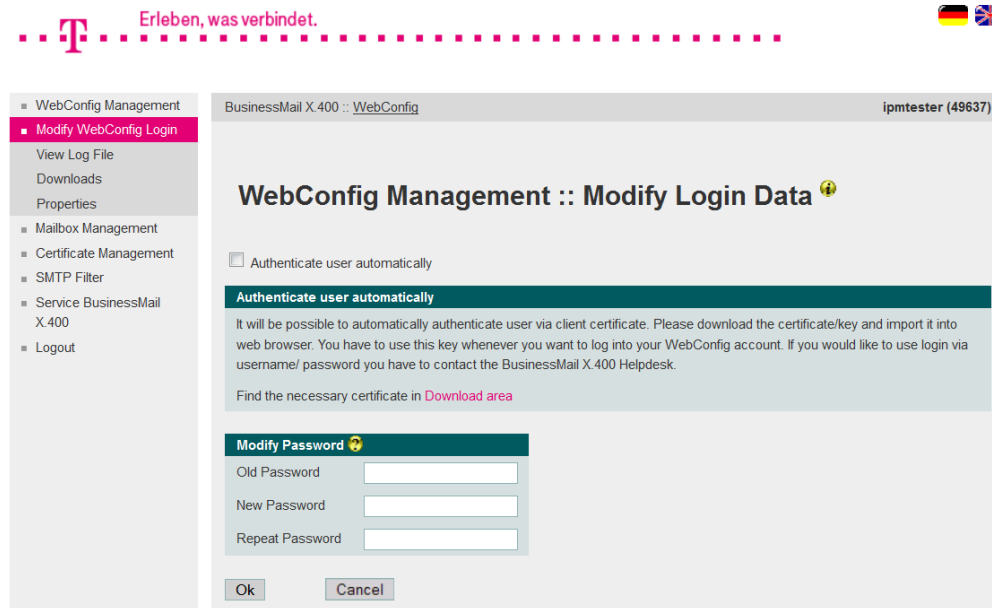 Erleben, was verbindet.
T
WebConfig Management
Modify WebConfig Login
View Log File
Downloads
Properties
Mailbox Management
Certificate Management
SMTP Filter
Service BusinessMail
X.400
Logout
BusinessMail X.400 :: WebConfig ipmtester (49637)
WebConfig Management :: Modify Login Data
Authenticate user automatically
Authenticate user automatically
It will be possible to automatically authenticate user via client certificate. Please download the certificate/key and import it into
web browser. You have to use this key whenever you want to log into your WebConfig account. If you would like to use login via
username/ password you have to contact the BusinessMail X.400 Helpdesk.
Find the necessary certificate in Download area
Modify Password
Old Password
New Password
Repeat Password
Ok Cancel